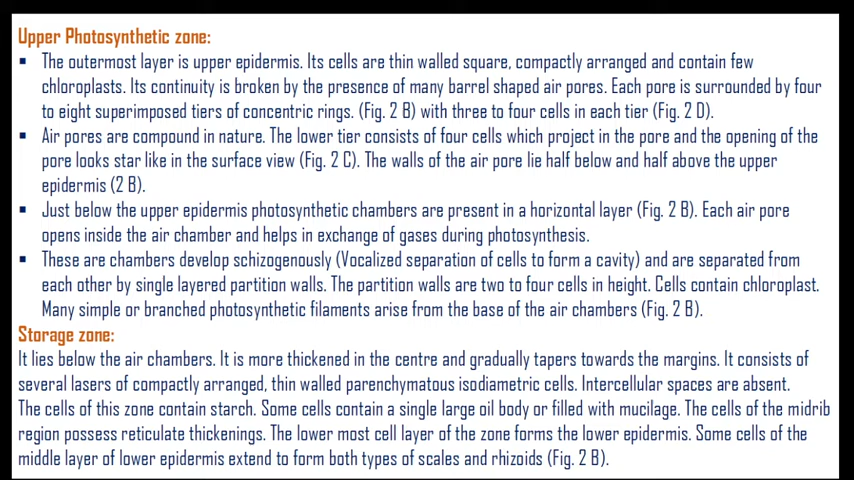 Upper Photosynthetic zone:
▪ The outermost layer is upper epidermis. Its cells are thin walled square, compactly arranged and contain few
chloroplasts. Its continuity is broken by the presence of many barrel shaped air pores. Each pore is surrounded by four
to eight superimposed tiers of concentric rings. (Fig. 2 B) with three to four cells in each tier (Fig. 2 D).
▪ Air pores are compound in nature. The lower tier consists of four cells which project in the pore and the opening of the
pore looks star like in the surface view (Fig. 2 C). The walls of the air pore lie half below and half above the upper
epidermis (2 B).
▪ Just below the upper epidermis photosynthetic chambers are present in a horizontal layer (Fig. 2 B). Each air pore
opens inside the air chamber and helps in exchange of gases during photosynthesis.
▪ These are chambers develop schizogenously (Vocalized separation of cells to form a cavity) and are separated from
each other by single layered partition walls. The partition walls are two to four cells in height. Cells contain chloroplast.
Many simple or branched photosynthetic filaments arise from the base of the air chambers (Fig. 2 B).
Storage zone:
It lies below the air chambers. It is more thickened in the centre and gradually tapers towards the margins. It consists of
several lasers of compactly arranged, thin walled parenchymatous isodiametric cells. Intercellular spaces are absent.
The cells of this zone contain starch. Some cells contain a single large oil body or filled with mucilage. The cells of the midrib
region possess reticulate thickenings. The lower most cell layer of the zone forms the lower epidermis. Some cells of the
middle layer of lower epidermis extend to form both types of scales and rhizoids (Fig. 2 B).